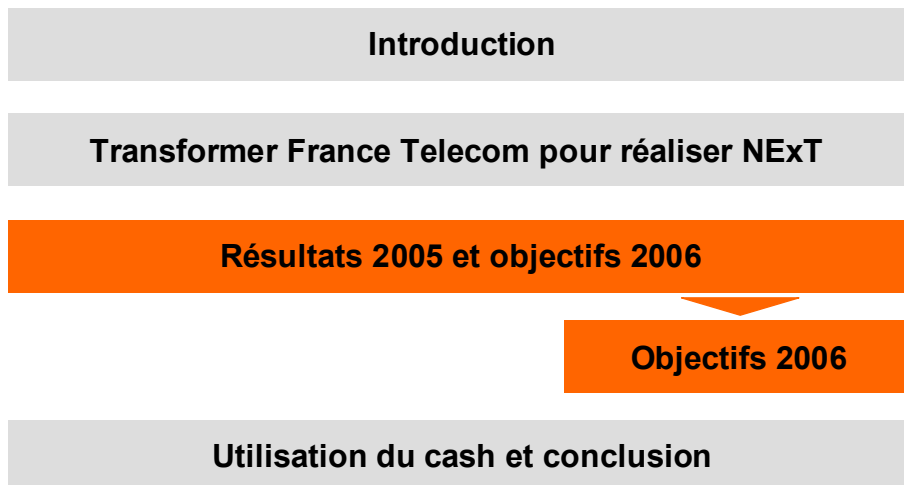 Introduction
Transformer France Telecom pour réaliser NExT
Résultats 2005 et objectifs 2006
Objectifs 2006
Utilisation du cash et conclusion